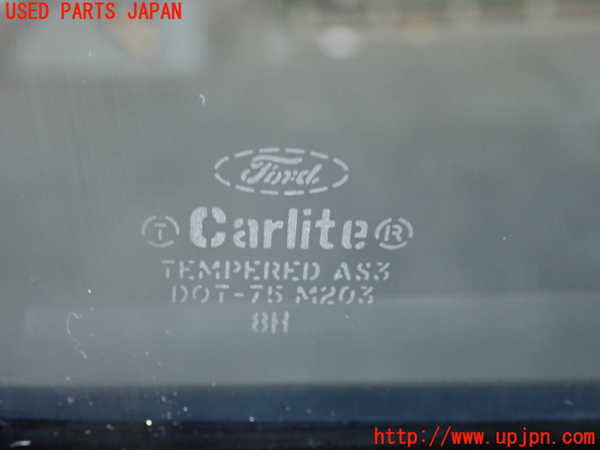 USED PARTS JAPAN
Ford
T Carlite R
TEMPERED AS3
DOT-75 M203
8H
http://www.upjpn.com/